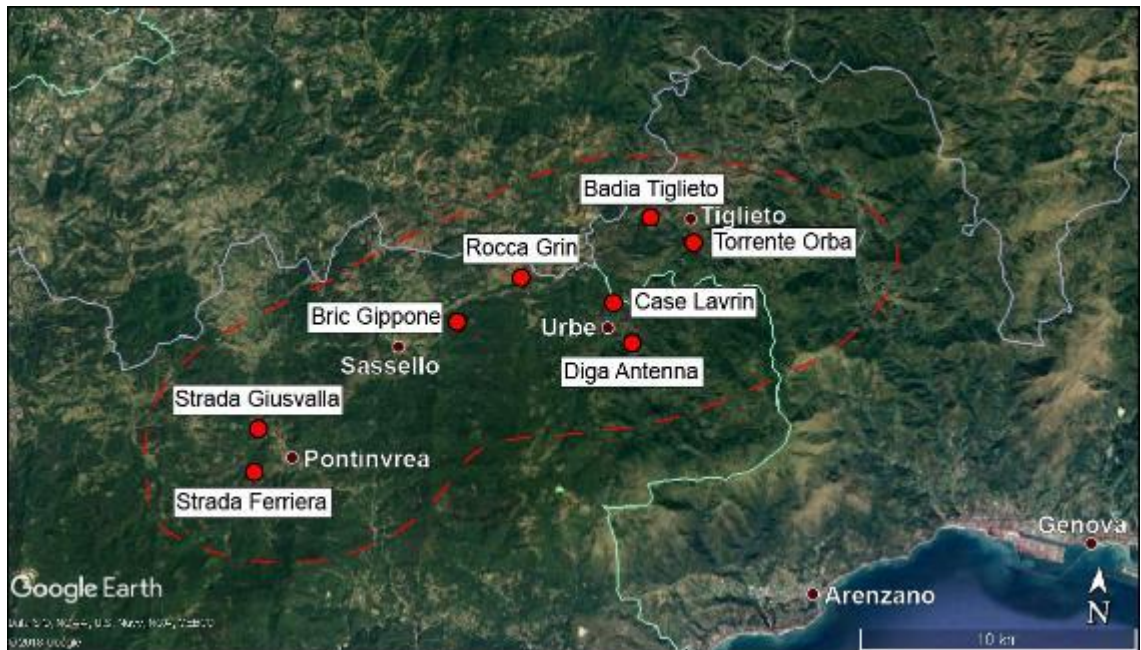 Badia Tiglieto
Tiglieto
Torrente Orba
Rocca Grin
Case Lavrin
Bric Gippone
Urbe
Sassello
Diga Antenna
Strada Giusvalla
Pontinvrea
Strada Ferriera
Genova
Google Earth
Arenzano
N
10 km